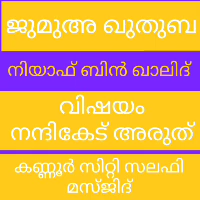 ജുമുഅ ഖുതുബ
നിയാഫ് ബിൻ ഖാലിദ്
വിഷയം
നന്ദികേട് അരുത്
കണ്ണൂർ സിറ്റി സലഫി
മസ്ജിദ്